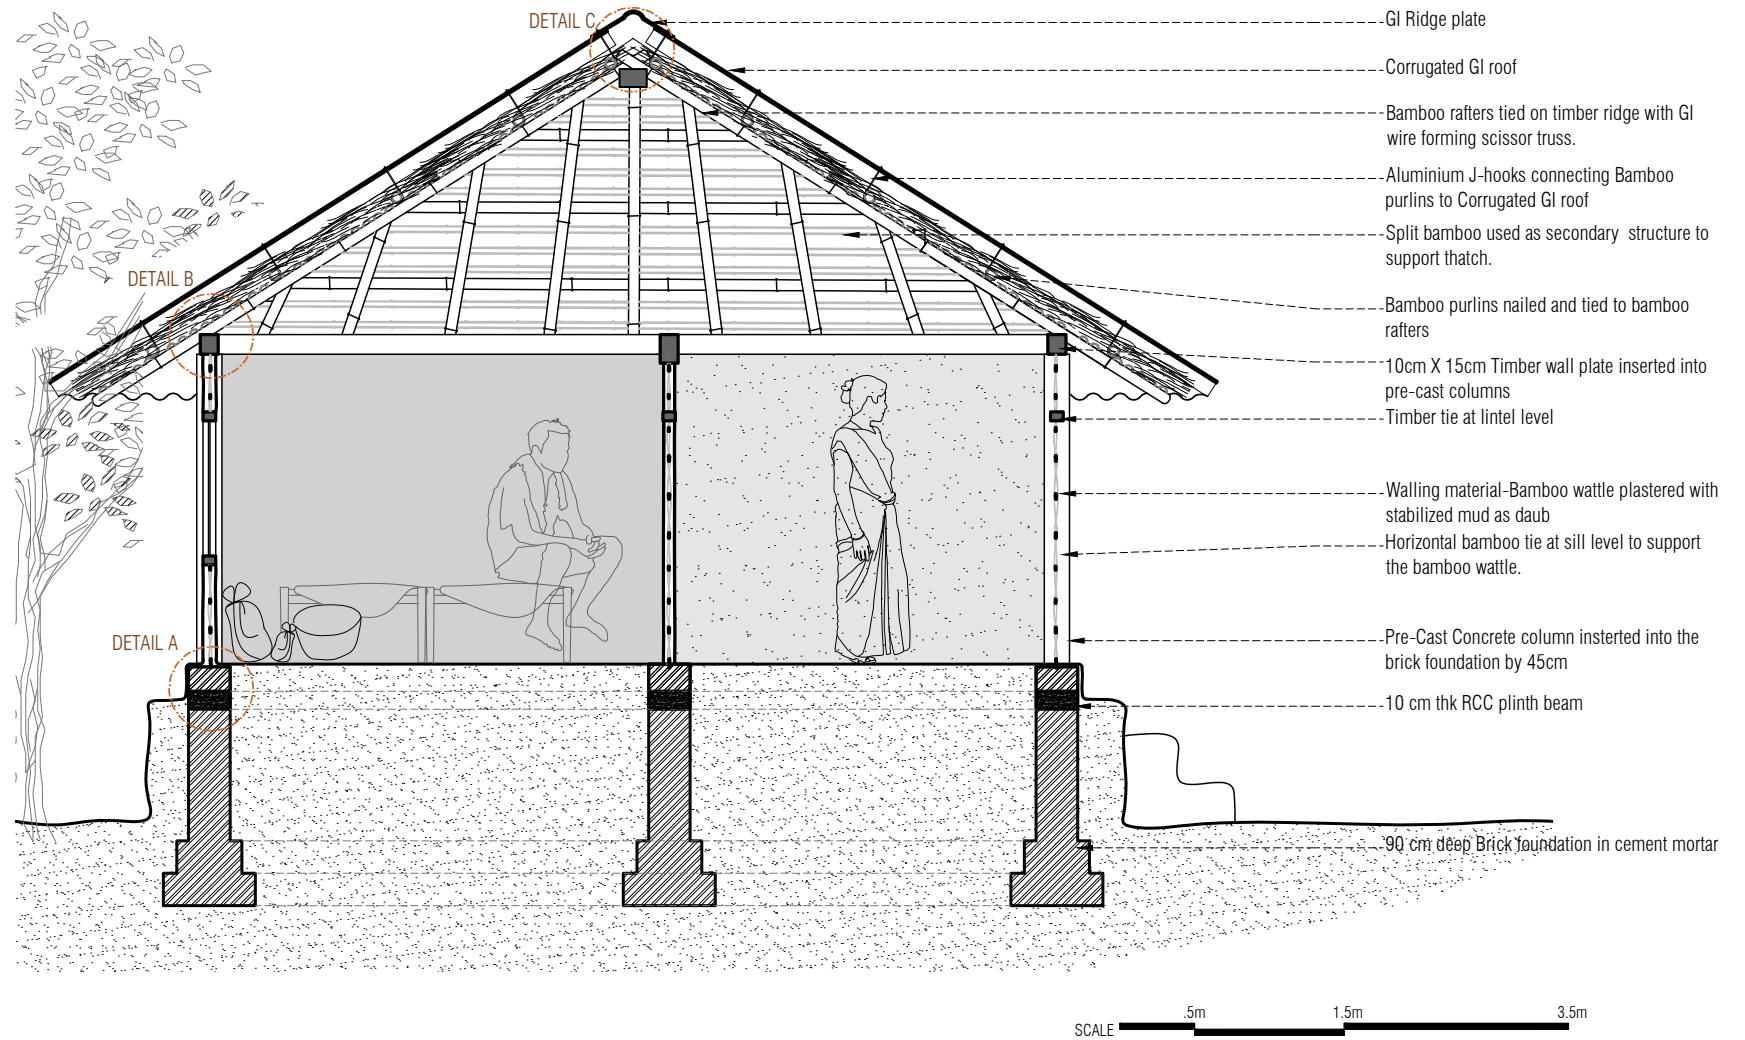 DETAIL C
GI Ridge plate
Corrugated GI roof
Bamboo rafters tied on timber ridge with GI
wire forming scissor truss.
Aluminium J-hooks connecting Bamboo
purlins to Corrugated GI roof
Split bamboo used as secondary structure to
support thatch.
DETAIL B
Bamboo purlins nailed and tied to bamboo
rafters
10cm X 15cm Timber wall plate inserted into
pre-cast columns
Timber tie at lintel level
Walling material-Bamboo wattle plastered with
stabilized mud as daub
Horizontal bamboo tie at sill level to support
the bamboo wattle.
DETAIL A
Pre-Cast Concrete column insterted into the
brick foundation by 45cm
10 cm thk RCC plinth beam
90 cm deep Brick foundation in cement mortar
SCALE
.5m
1.5m
3.5m